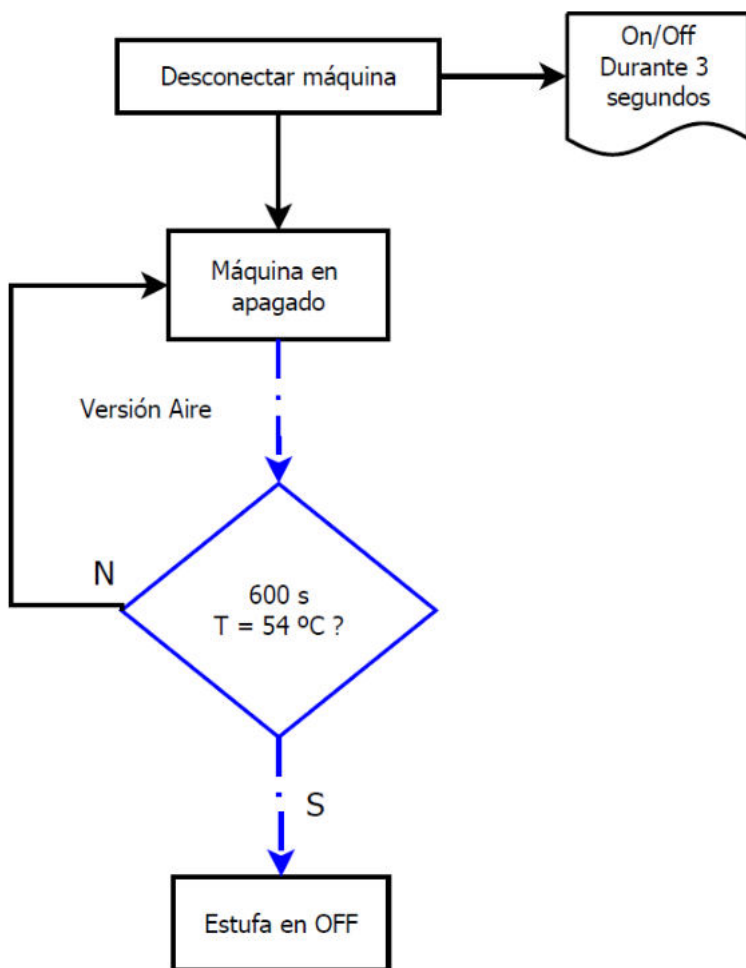 Desconectar máquina
On/Off
Durante 3
segundos
Máquina en
apagado
Versión Aire
N
600 s
T = 54 ºC ?
S
Estufa en OFF